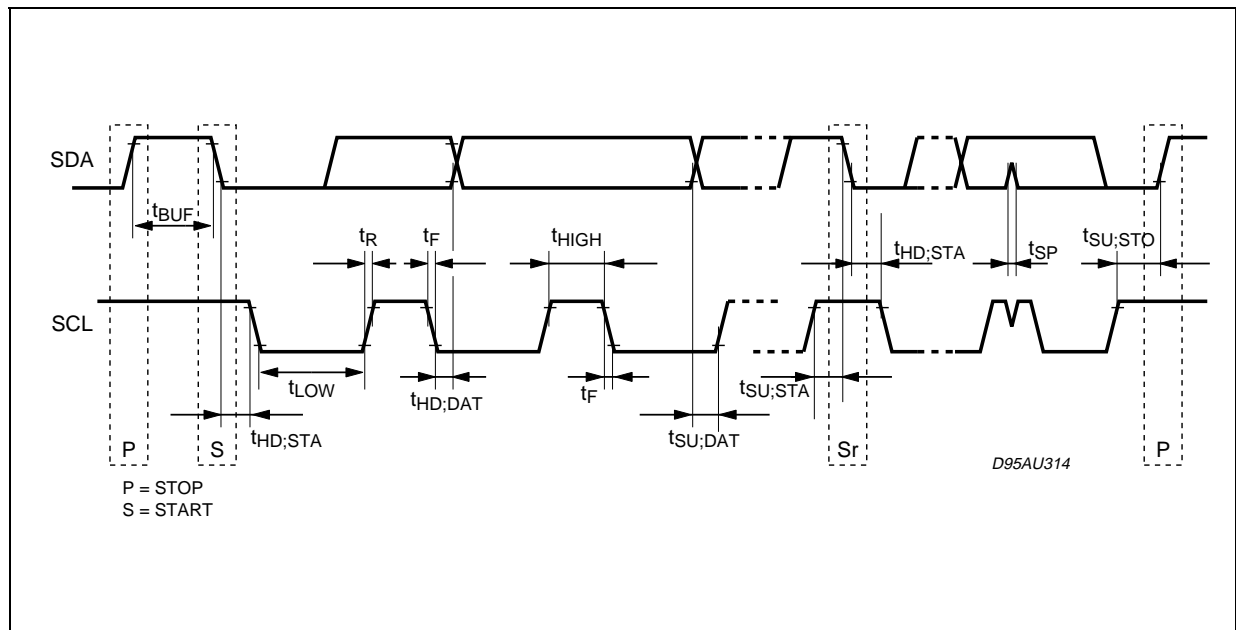 SDA
tBUF
tR
tF
tHIGH
tHD;STA
tSP
tSU;STO
SCL
tLOW
tHD;DAT
tF
tSU;STA
tHD;STA
tSU;DAT
P
S
Sr
D95AU314
P
P = STOP
S = START